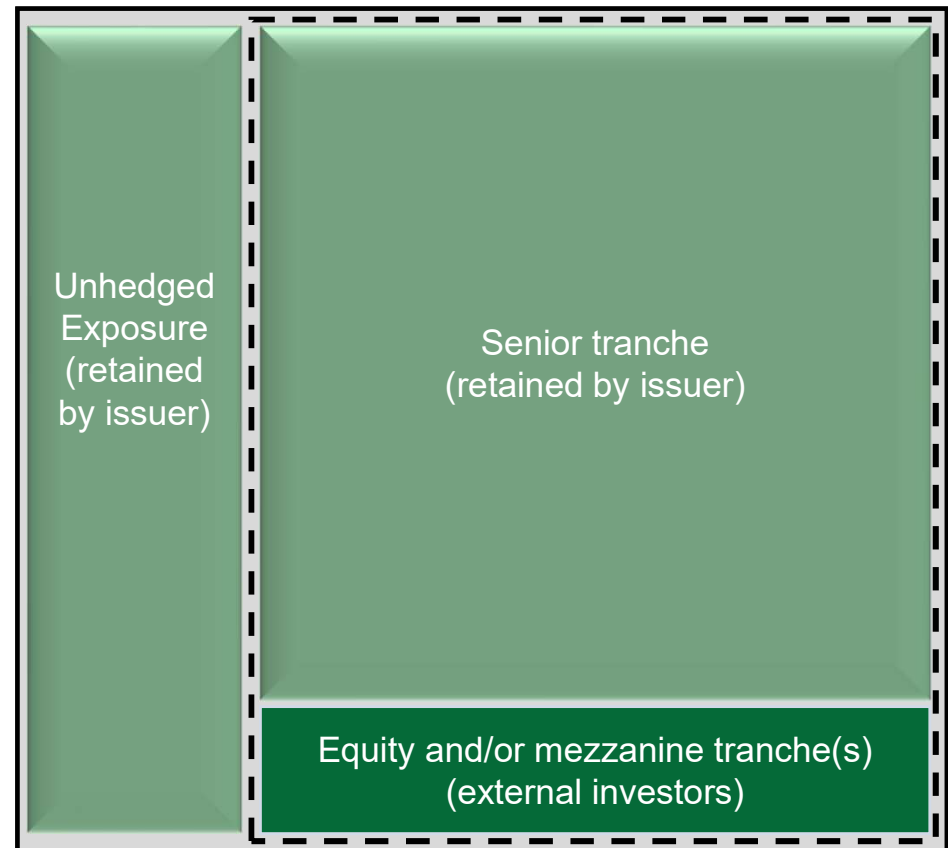 Unhedged
Exposure
(retained
by issuer)
Senior tranche
(retained by issuer)
Equity and/or mezzanine tranche(s)
(external investors)